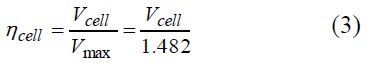 η_cell = V_cell / V_max = V_cell / 1.482 (3)